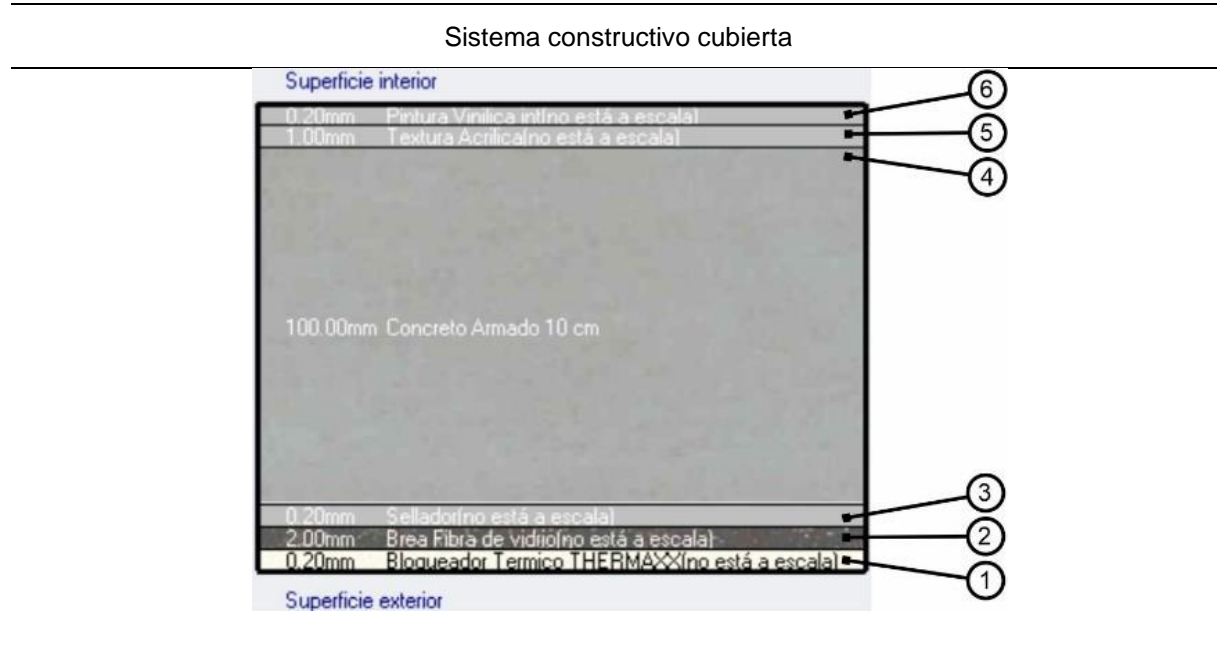 Sistema constructivo cubierta
Superficie interior
6
0.20mm Pintura Vinilica int(no está a escala)
5
1.00mm Textura Acrilica(no está a escala)
4
100.00mm Concreto Armado 10 cm
3
0.20mm Sellador(no está a escala)
2
2.00mm Brea Fibra de vidrio(no está a escala)
0.20mm Bloqueador Termico THERMAXX(no está a escala)
1
Superficie exterior